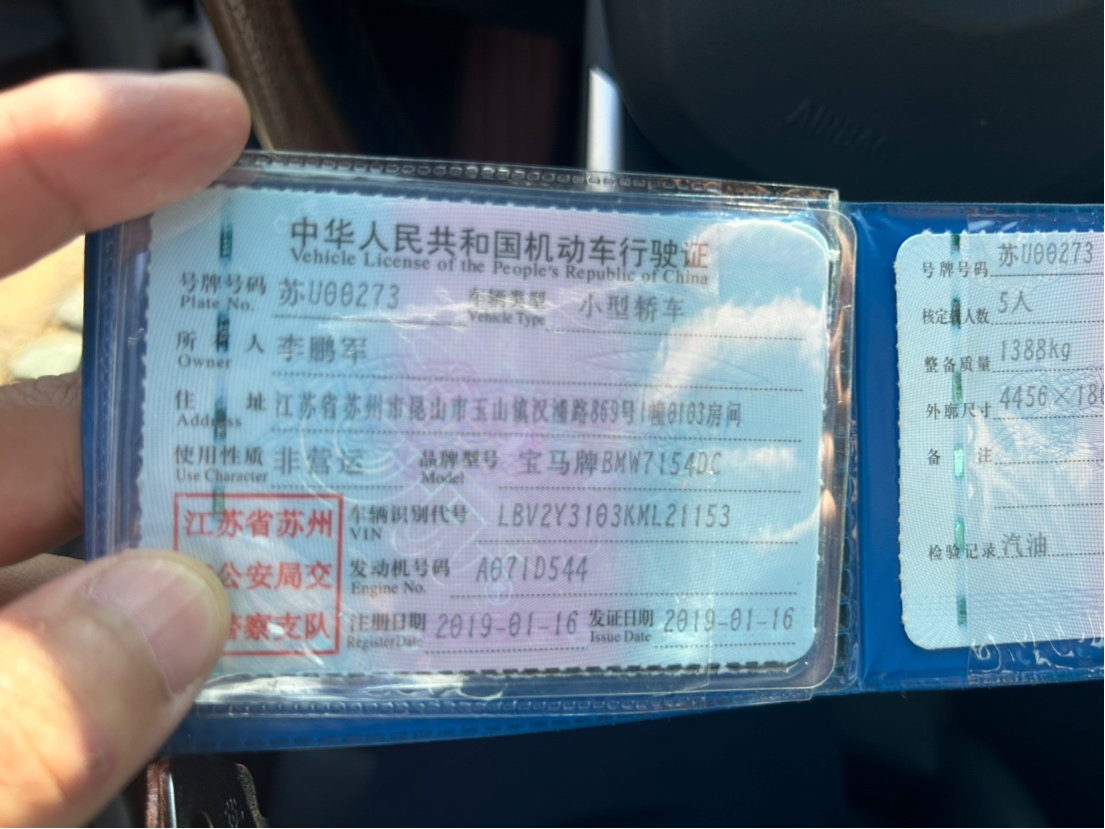 中华人民共和国机动车行驶证
Vehicle License of the People's Republic of China
号牌号码 Plate No. 苏U00273 车辆类型 Vehicle Type 小型轿车
所有人 Owner 李鹏军
住址 Address 江苏省苏州市昆山市玉山镇汉浦路869号1幢0103房间
使用性质 Use Character 非营运 品牌型号 Model 宝马牌BMW7154DC
车辆识别代号 VIN LBV2Y3103KML21153
发动机号码 Engine No. A071D544
注册日期 Register Date 2019-01-16 发证日期 Issue Date 2019-01-16
江苏省苏州
公安局交
警察支队
号牌号码 苏U00273
核定载人数 5人
整备质量 1388kg
外廓尺寸 4456×180
备注
检验记录 汽油
AIRBAG